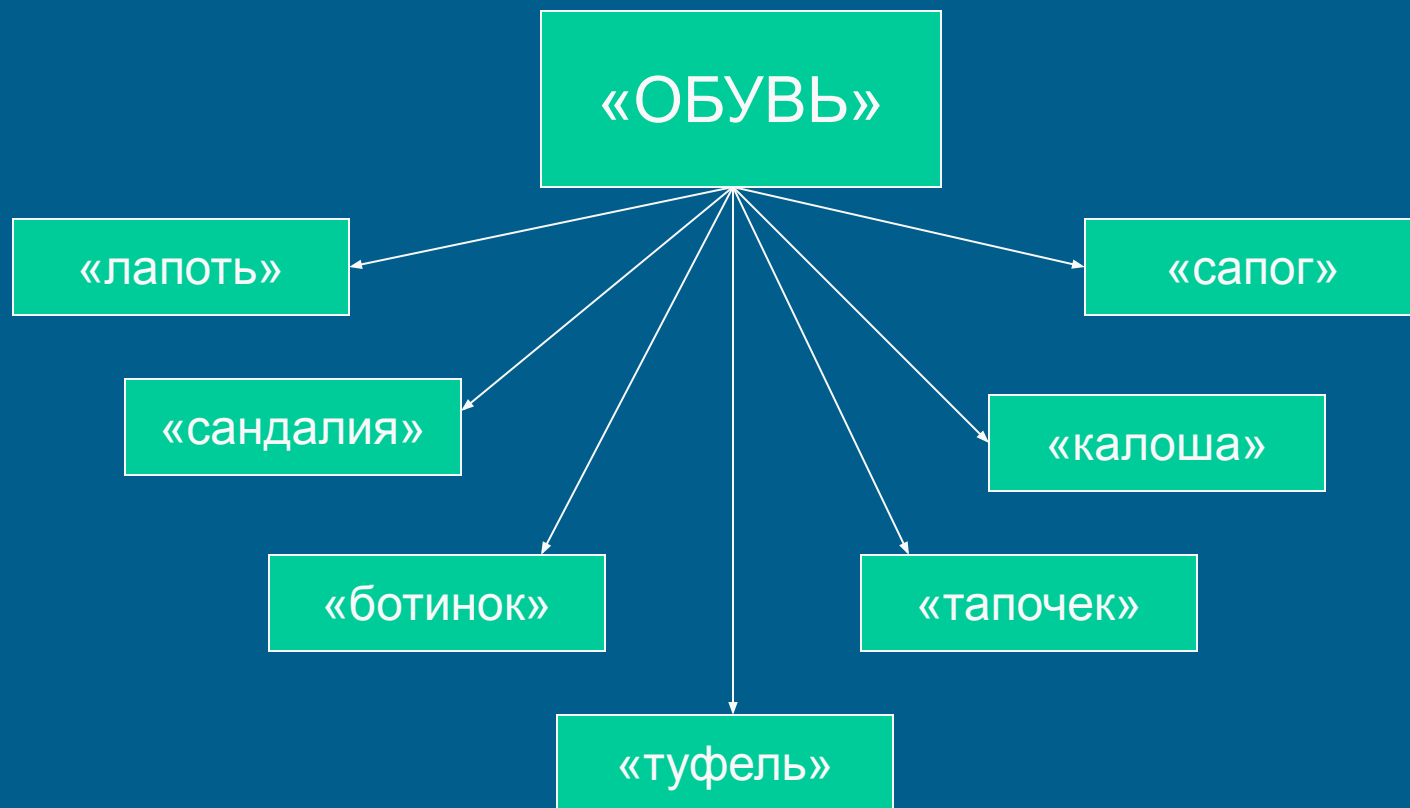 «ОБУВЬ»
«лапоть»
«сапог»
«сандалия»
«калоша»
«ботинок»
«тапочек»
«туфель»